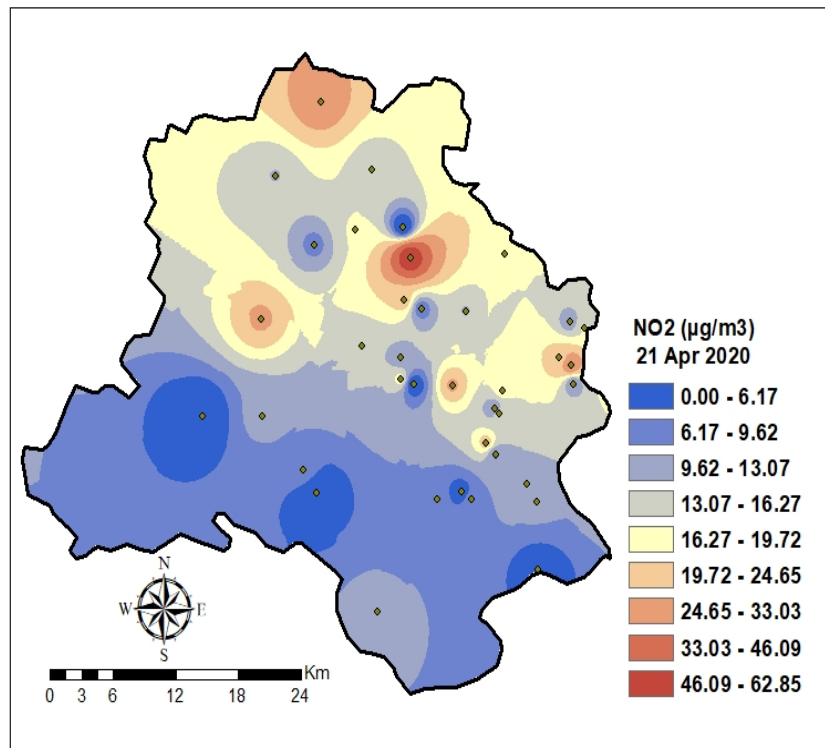 NO2 (µg/m3)
21 Apr 2020
0.00 - 6.17
6.17 - 9.62
9.62 - 13.07
13.07 - 16.27
16.27 - 19.72
19.72 - 24.65
24.65 - 33.03
33.03 - 46.09
46.09 - 62.85
N
W E
S
Km
0 3 6 12 18 24